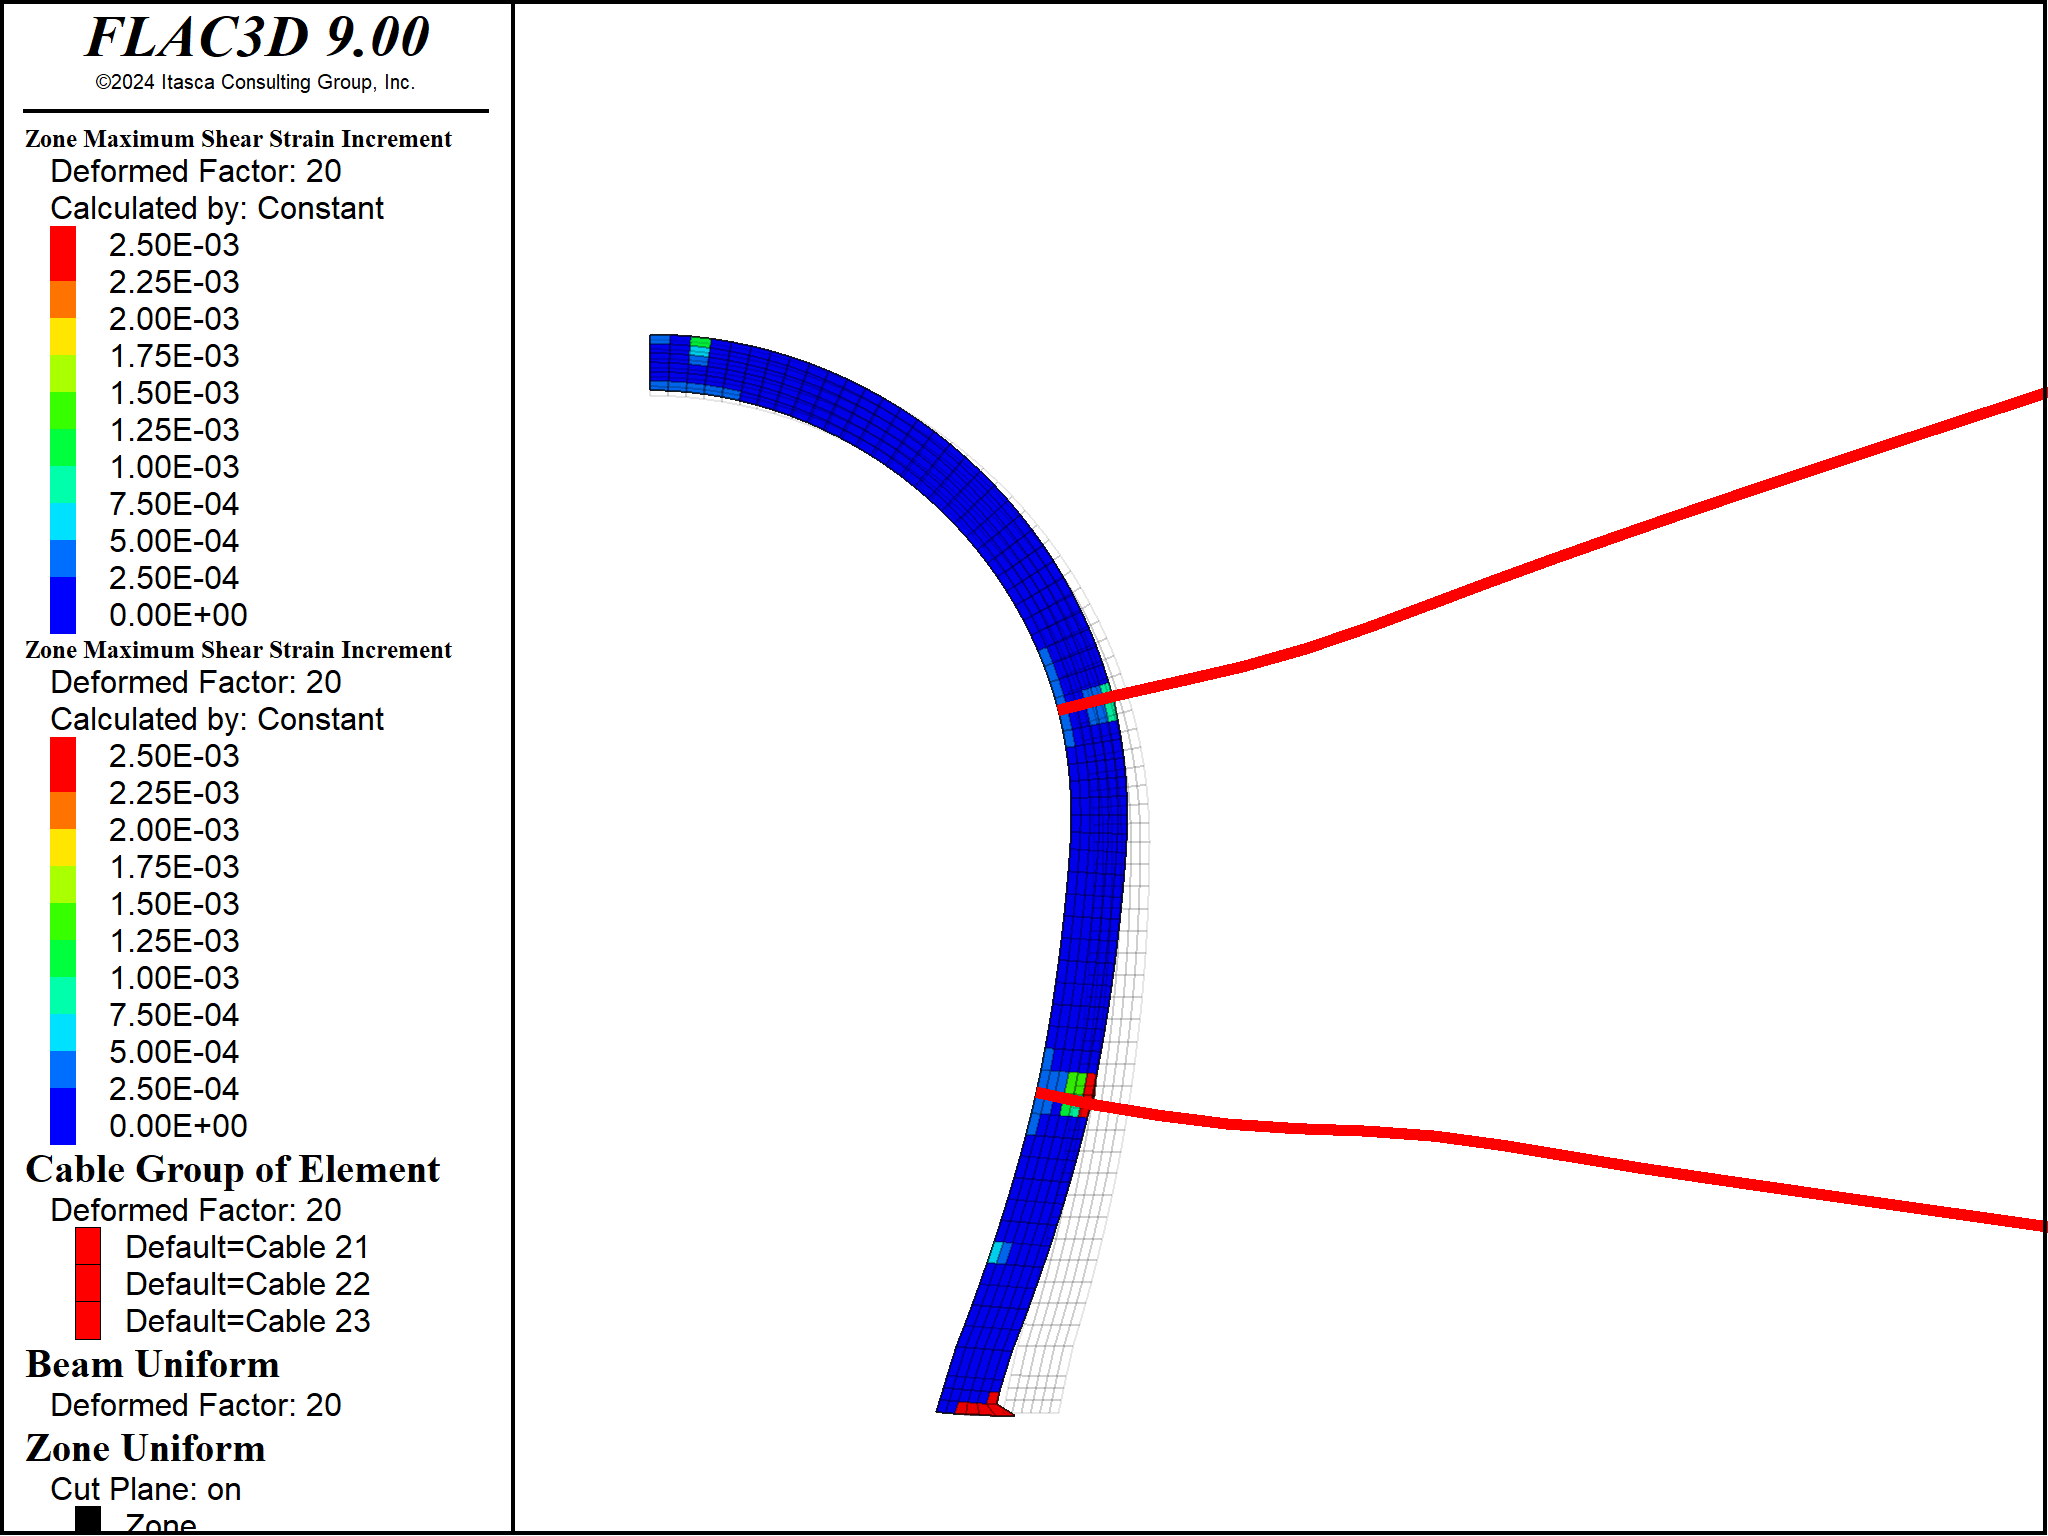 FLAC3D 9.00
©2024 Itasca Consulting Group, Inc.
Zone Maximum Shear Strain Increment
Deformed Factor: 20
Calculated by: Constant
2.50E-03
2.25E-03
2.00E-03
1.75E-03
1.50E-03
1.25E-03
1.00E-03
7.50E-04
5.00E-04
2.50E-04
0.00E+00
Zone Maximum Shear Strain Increment
Deformed Factor: 20
Calculated by: Constant
2.50E-03
2.25E-03
2.00E-03
1.75E-03
1.50E-03
1.25E-03
1.00E-03
7.50E-04
5.00E-04
2.50E-04
0.00E+00
Cable Group of Element
Deformed Factor: 20
Default=Cable 21
Default=Cable 22
Default=Cable 23
Beam Uniform
Deformed Factor: 20
Zone Uniform
Cut Plane: on
Zone